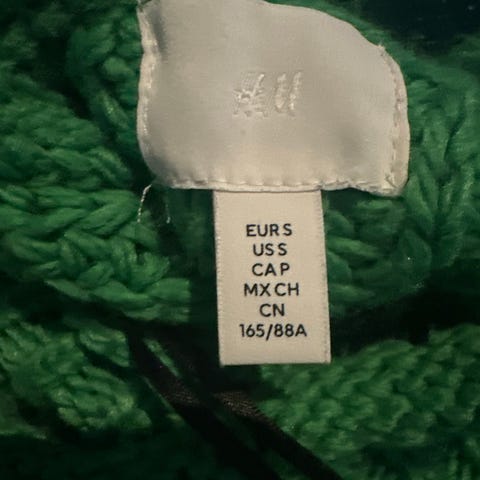 H&M
EUR S
US S
CA P
MX CH
CN
165/88A